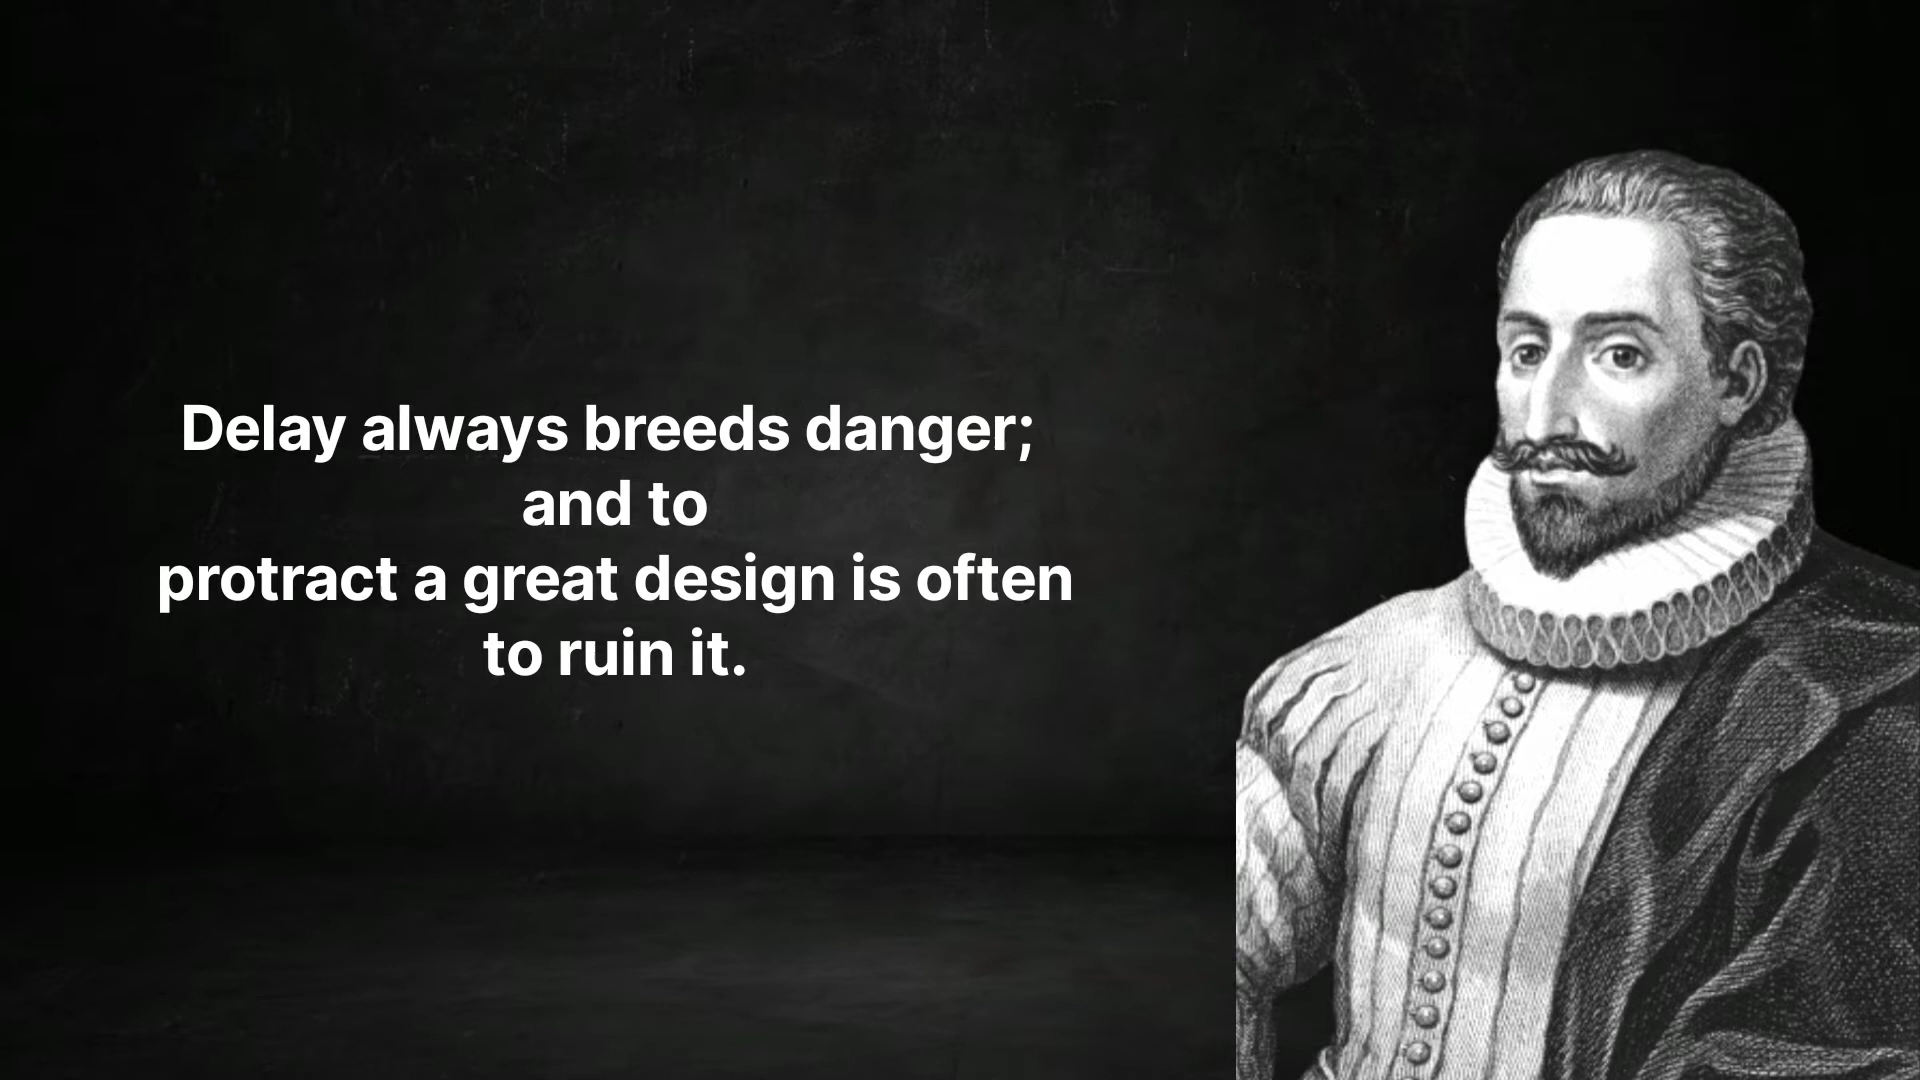 Delay always breeds danger;
and to
protract a great design is often
to ruin it.